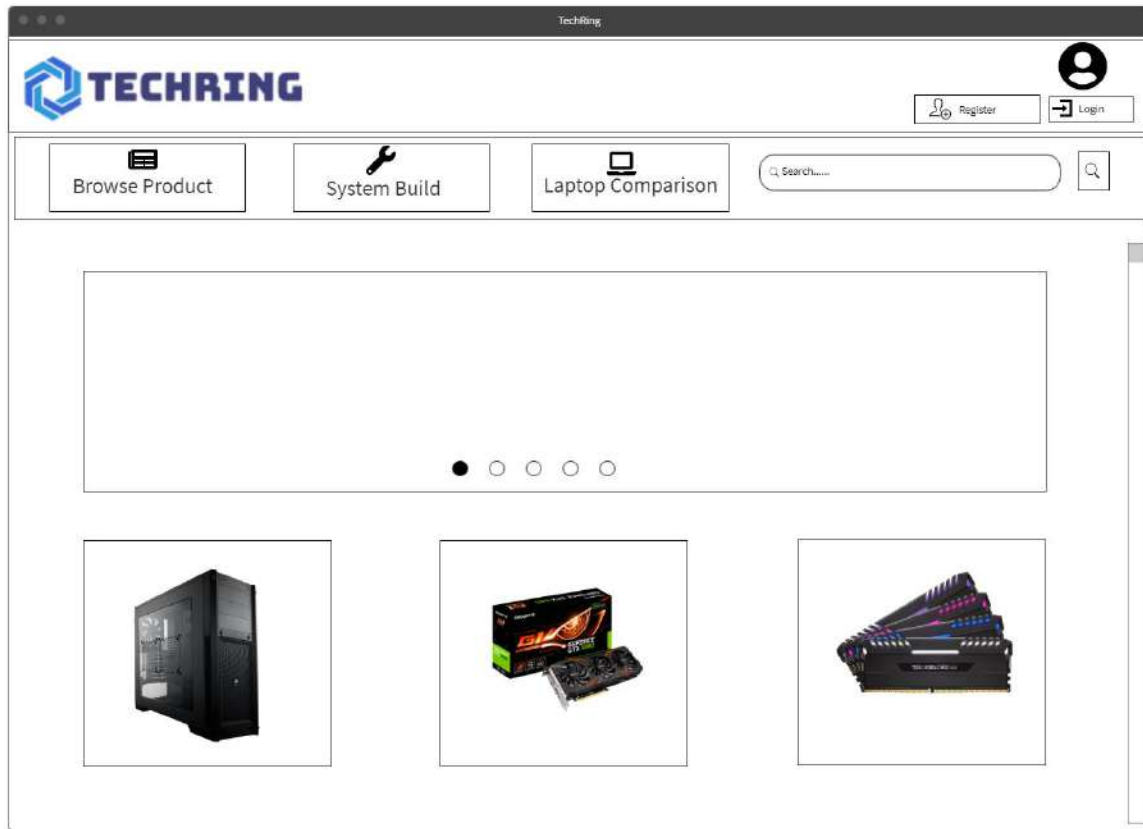 TechRing
TECHRING
Register
Login
Browse Product
System Build
Laptop Comparison
Search......